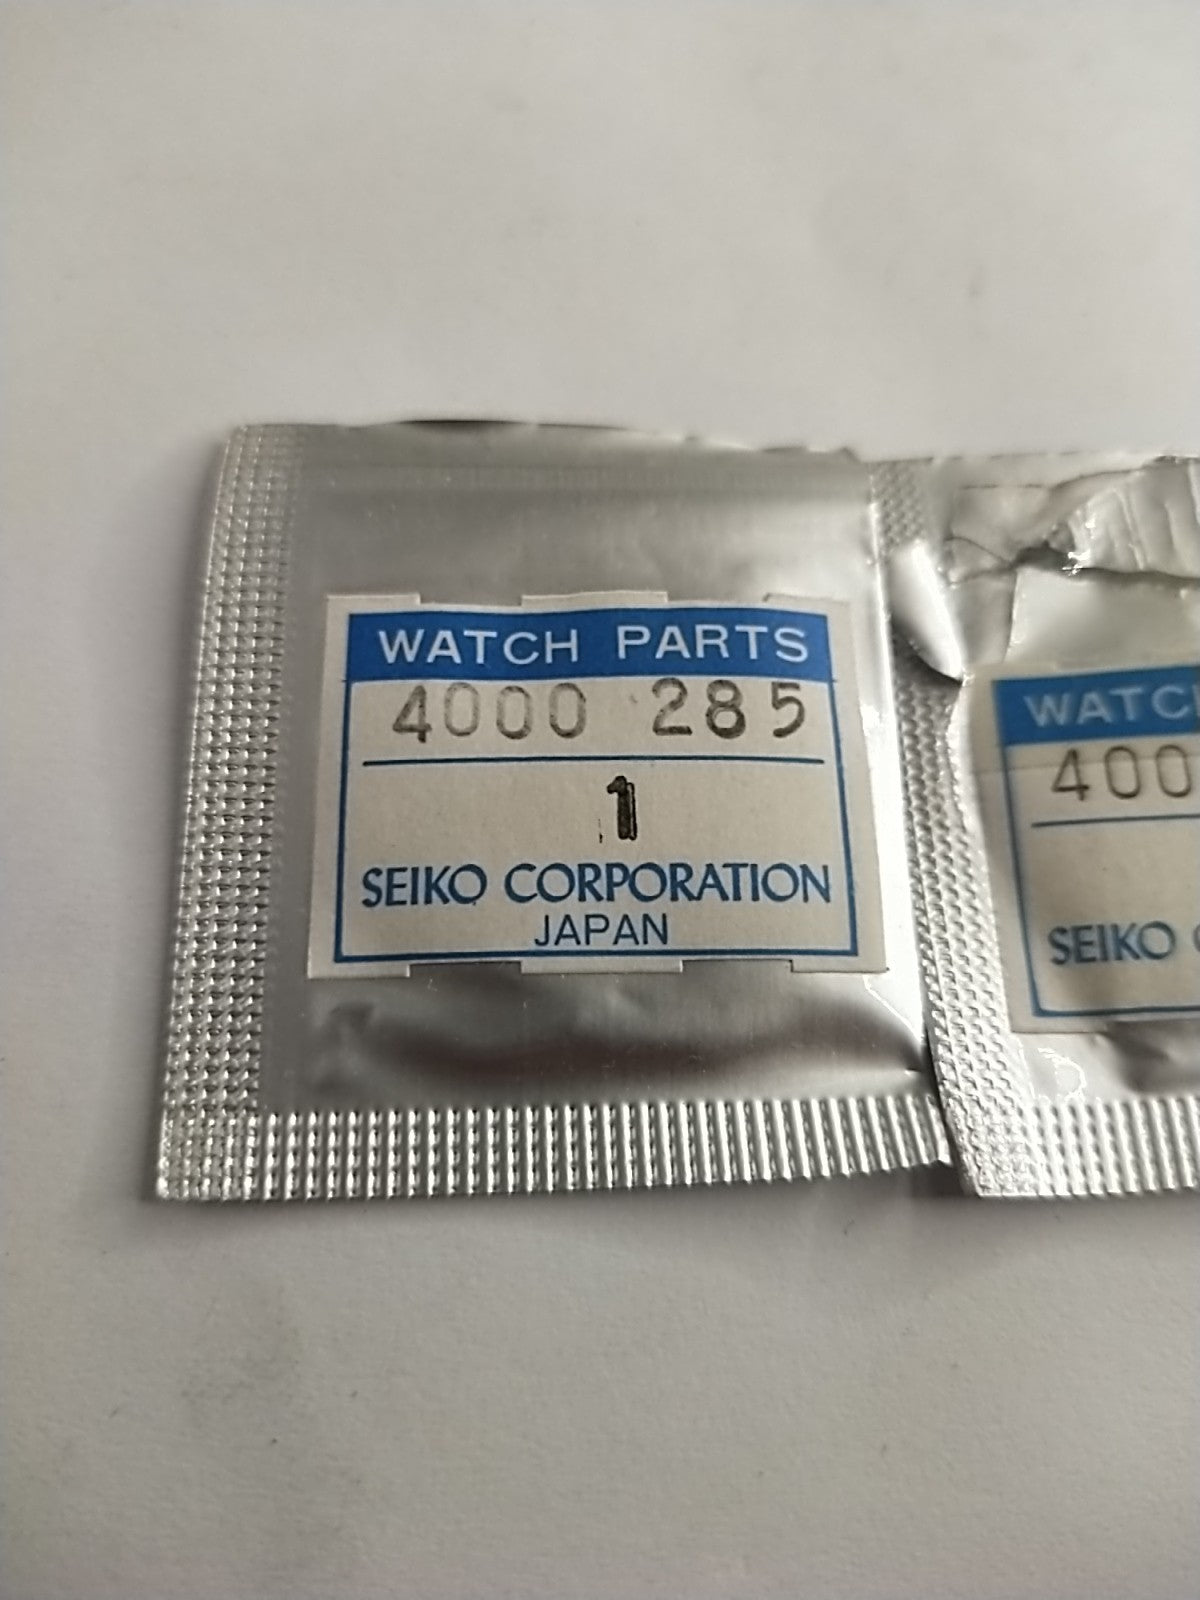 WATCH PARTS
4000 285
1
SEIKO CORPORATION
JAPAN
WATC
400
SEIKO